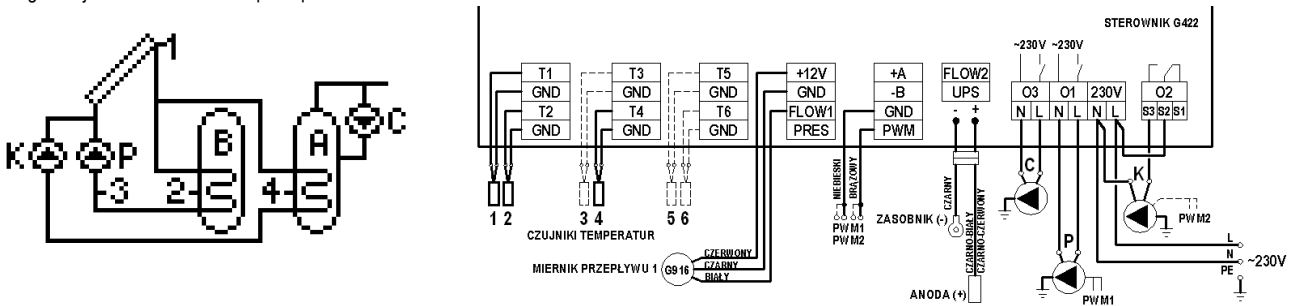 1
K P 3 2 B 4 A C
STEROWNIK G422
~230V ~230V
T1 T3 T5 +12V +A FLOW2 O3 O1 230V O2
GND GND GND GND -B UPS N L N L N L S3 S2 S1
T2 T4 T6 FLOW1 GND - +
GND GND GND PRES PWM
NIEBIESKI
BRĄZOWY
CZARNY
C K
1 2 3 4 5 6
CZUJNIKI TEMPERATUR
PWM1
PWM2
ZASOBNIK (-)
CZARNO-BIAŁY
CZARNO-CZERWONY
PWM2
MIERNIK PRZEPŁYWU 1 G916
CZERWONY
CZARNY
BIAŁY
P
L
N
PE
~230V
ANODA (+)
PWM1